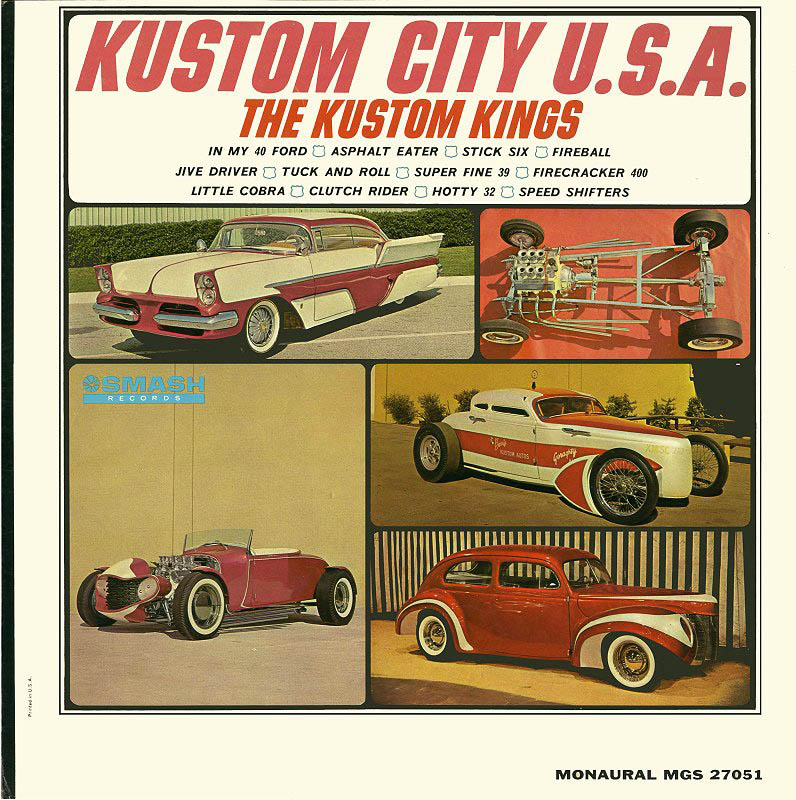 KUSTOM CITY U.S.A.
THE KUSTOM KINGS
IN MY 40 FORD ASPHALT EATER STICK SIX FIREBALL
JIVE DRIVER TUCK AND ROLL SUPER FINE 39 FIRECRACKER 400
LITTLE COBRA CLUTCH RIDER HOTTY 32 SPEED SHIFTERS
SMASH
RECORDS
KUSTOM AUTOS
Printed in U.S.A.
MONAURAL MGS 27051